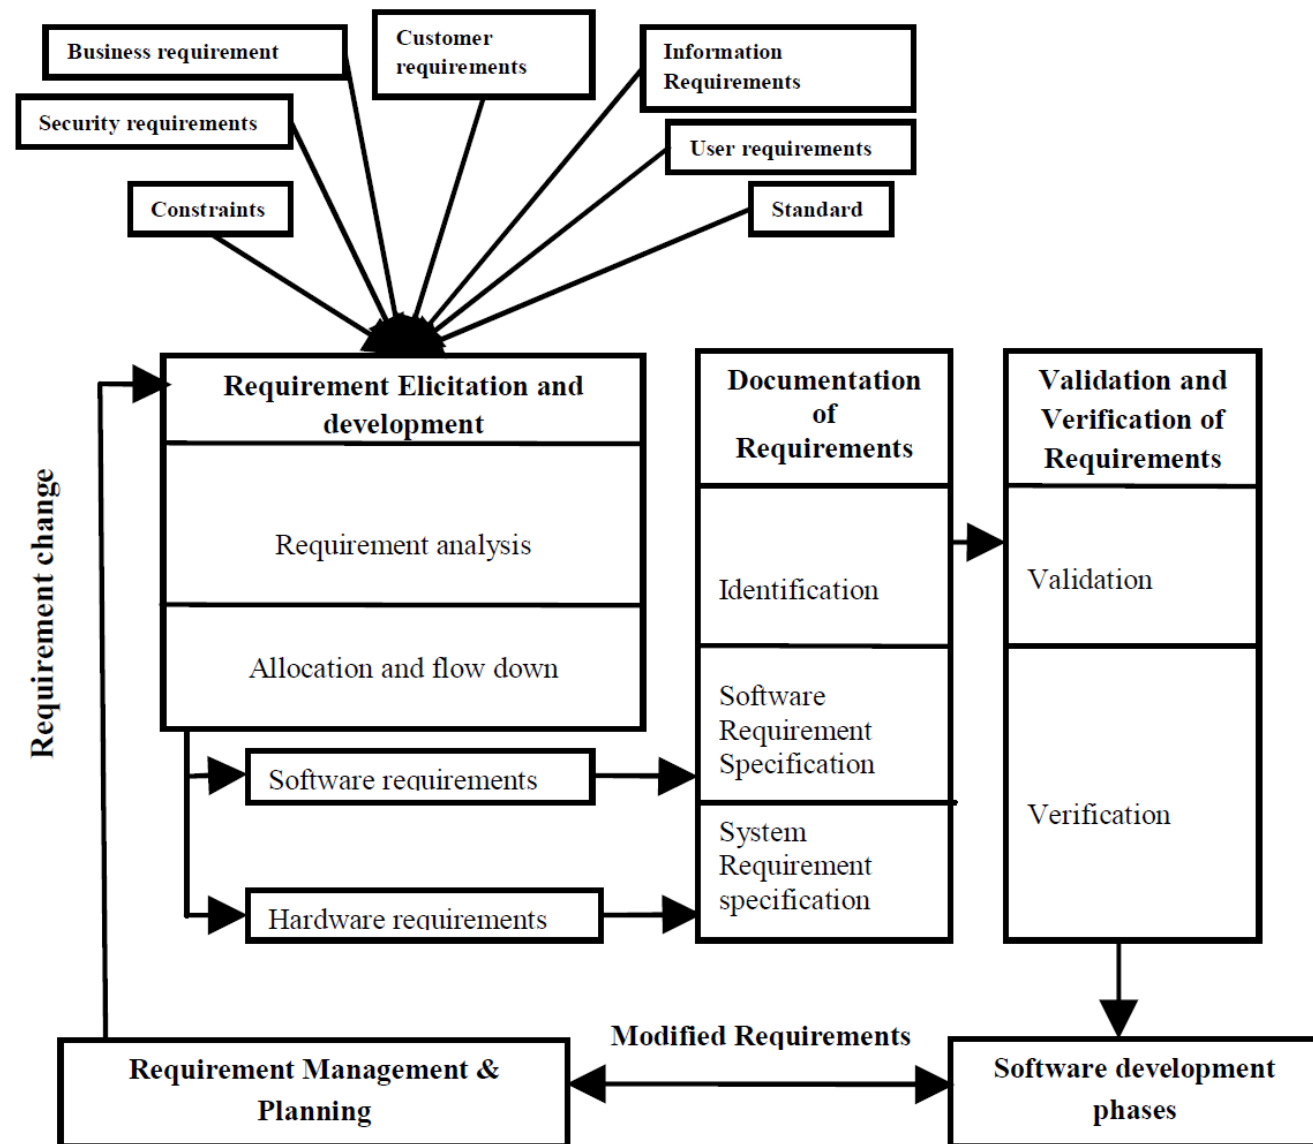 Business requirement
Customer
requirements
Information
Requirements
Security requirements
User requirements
Constraints
Standard
Requirement Elicitation and
development
Requirement analysis
Allocation and flow down
Software requirements
Hardware requirements
Documentation
of
Requirements
Identification
Software
Requirement
Specification
System
Requirement
specification
Validation and
Verification of
Requirements
Validation
Verification
Requirement change
Modified Requirements
Requirement Management &
Planning
Software development
phases